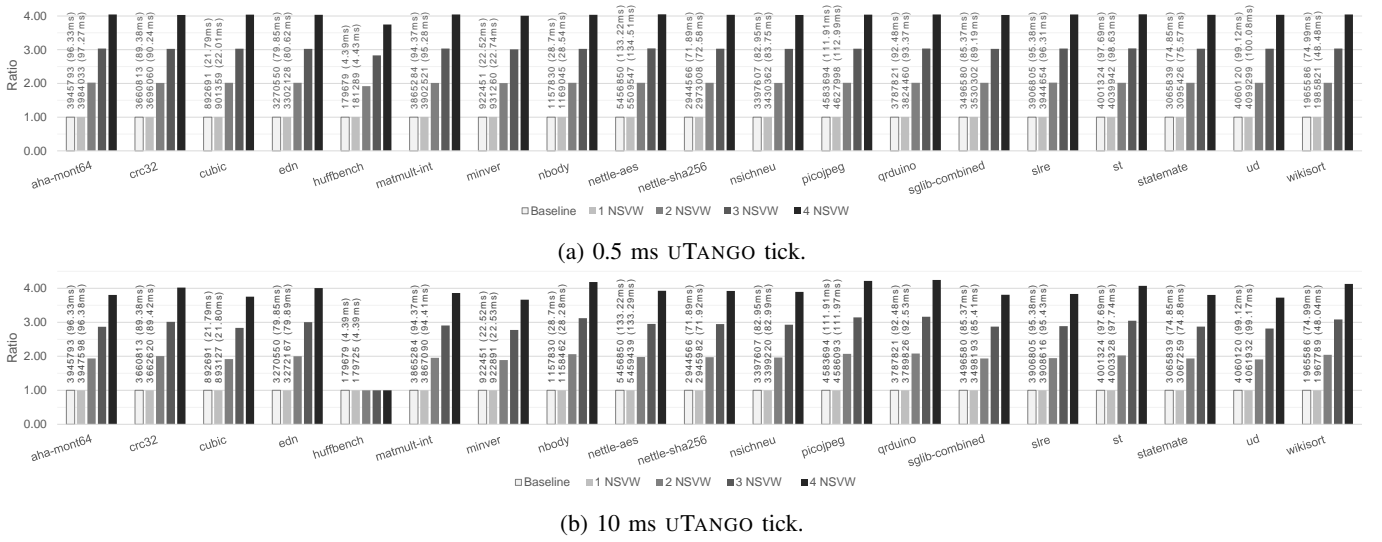 4.00
3.00
2.00
1.00
0.00
Ratio
3945793 (96.33ms)
3984033 (97.27ms)
3660813 (89.38ms)
3696060 (90.24ms)
892691 (21.79ms)
901359 (22.01ms)
3270550 (79.85ms)
3302128 (80.62ms)
179679 (4.39ms)
181289 (4.43ms)
3865284 (94.37ms)
3902521 (95.28ms)
922451 (22.52ms)
931260 (22.74ms)
1157830 (28.7ms)
1169045 (28.54ms)
5456850 (133.22ms)
5509547 (134.51ms)
2944566 (71.89ms)
2973008 (72.58ms)
3397607 (82.95ms)
3430362 (83.75ms)
4583694 (111.91ms)
4627998 (112.99ms)
3787821 (92.48ms)
3824460 (93.37ms)
3496580 (85.37ms)
3530302 (89.19ms)
3906805 (95.38ms)
3944654 (96.31ms)
4001324 (97.69ms)
4039942 (98.63ms)
3065839 (74.85ms)
3095426 (75.57ms)
4060120 (99.12ms)
4099299 (100.08ms)
1965586 (74.99ms)
1985821 (48.48ms)
aha-mont64 crc32 cubic edn huffbench matmult-int minver nbody nettle-aes nettle-sha256 nsichneu picojpeg qrduino sglib-combined slre st statemate ud wikisort
Baseline 1 NSVW 2 NSVW 3 NSVW 4 NSVW
(a) 0.5 ms UTANGO tick.
4.00
3.00
2.00
1.00
0.00
Ratio
3945793 (96.33ms)
3947598 (96.38ms)
3660813 (89.38ms)
3662620 (89.42ms)
892691 (21.79ms)
893127 (21.80ms)
3270550 (79.85ms)
3272167 (79.89ms)
179679 (4.39ms)
179725 (4.39ms)
3865284 (94.37ms)
3867090 (94.41ms)
922451 (22.52ms)
922891 (22.53ms)
1157830 (28.7ms)
1158462 (28.28ms)
5456850 (133.22ms)
5459439 (133.29ms)
2944566 (71.89ms)
2945982 (71.92ms)
3397607 (82.95ms)
3399220 (82.99ms)
4583694 (111.91ms)
4586093 (111.97ms)
3787821 (92.48ms)
3789826 (92.53ms)
3496580 (85.37ms)
3498193 (85.41ms)
3906805 (95.38ms)
3908616 (95.43ms)
4001324 (97.69ms)
4003328 (97.74ms)
3065839 (74.85ms)
3067259 (74.88ms)
4060120 (99.12ms)
4061932 (99.17ms)
1965586 (74.99ms)
1967789 (48.04ms)
aha-mont64 crc32 cubic edn huffbench matmult-int minver nbody nettle-aes nettle-sha256 nsichneu picojpeg qrduino sglib-combined slre st statemate ud wikisort
Baseline 1 NSVW 2 NSVW 3 NSVW 4 NSVW
(b) 10 ms UTANGO tick.